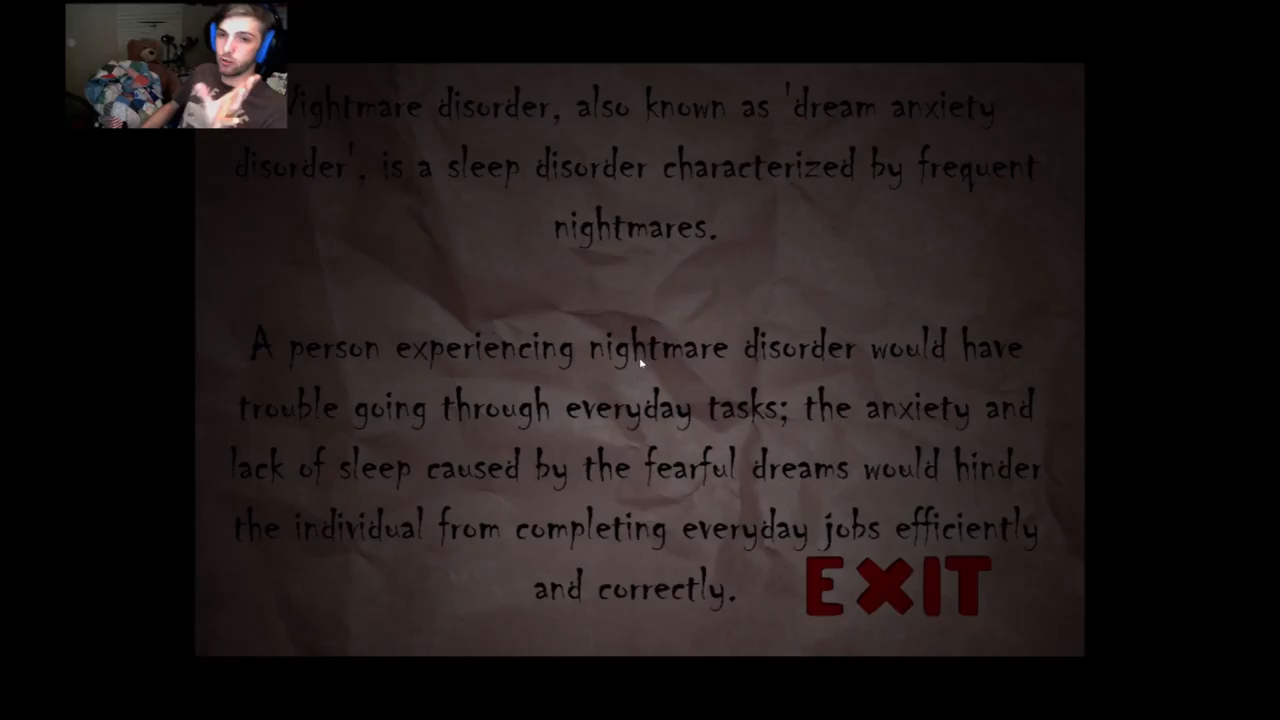 Nightmare disorder, also known as 'dream anxiety
disorder', is a sleep disorder characterized by frequent
nightmares.
A person experiencing nightmare disorder would have
trouble going through everyday tasks; the anxiety and
lack of sleep caused by the fearful dreams would hinder
the individual from completing everyday jobs efficiently
and correctly.
EXIT